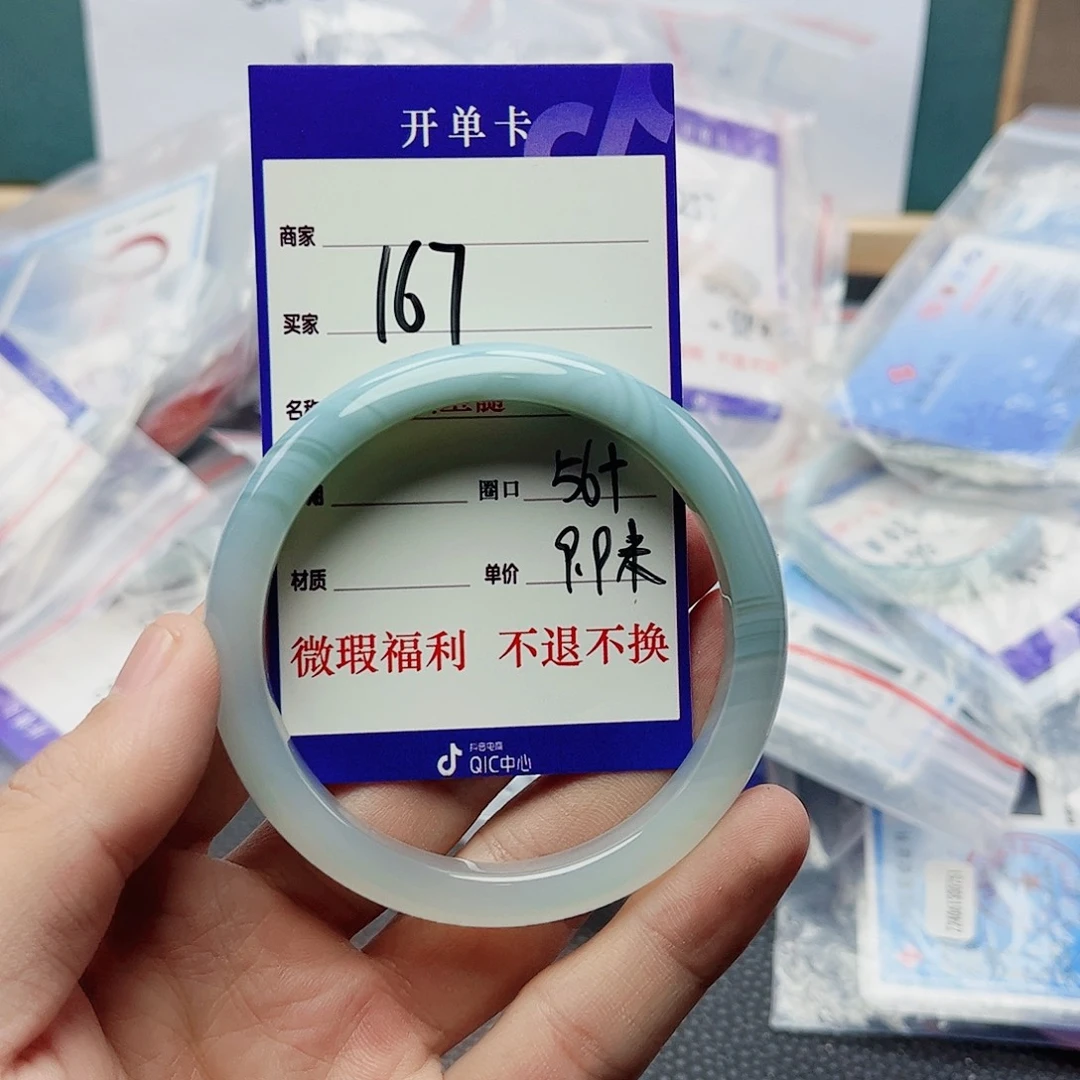 开单卡
商家
买家 167
名称
圈口 56+
材质 单价 9.9米
微瑕福利 不退不换
抖音电商
QIC中心